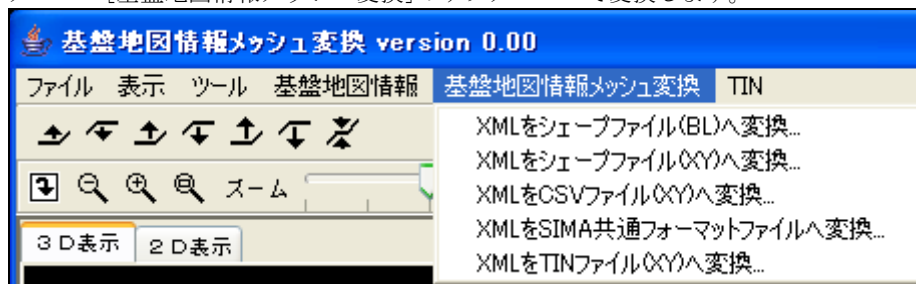 基盤地図情報メッシュ変換 version 0.00
ファイル 表示 ツール 基盤地図情報 基盤地図情報メッシュ変換 TIN
XMLをシェープファイル(BL)へ変換...
XMLをシェープファイル(XY)へ変換...
XMLをCSVファイル(XY)へ変換...
XMLをSIMA共通フォーマットファイルへ変換...
XMLをTINファイル(XY)へ変換...
ズーム
3D表示 2D表示